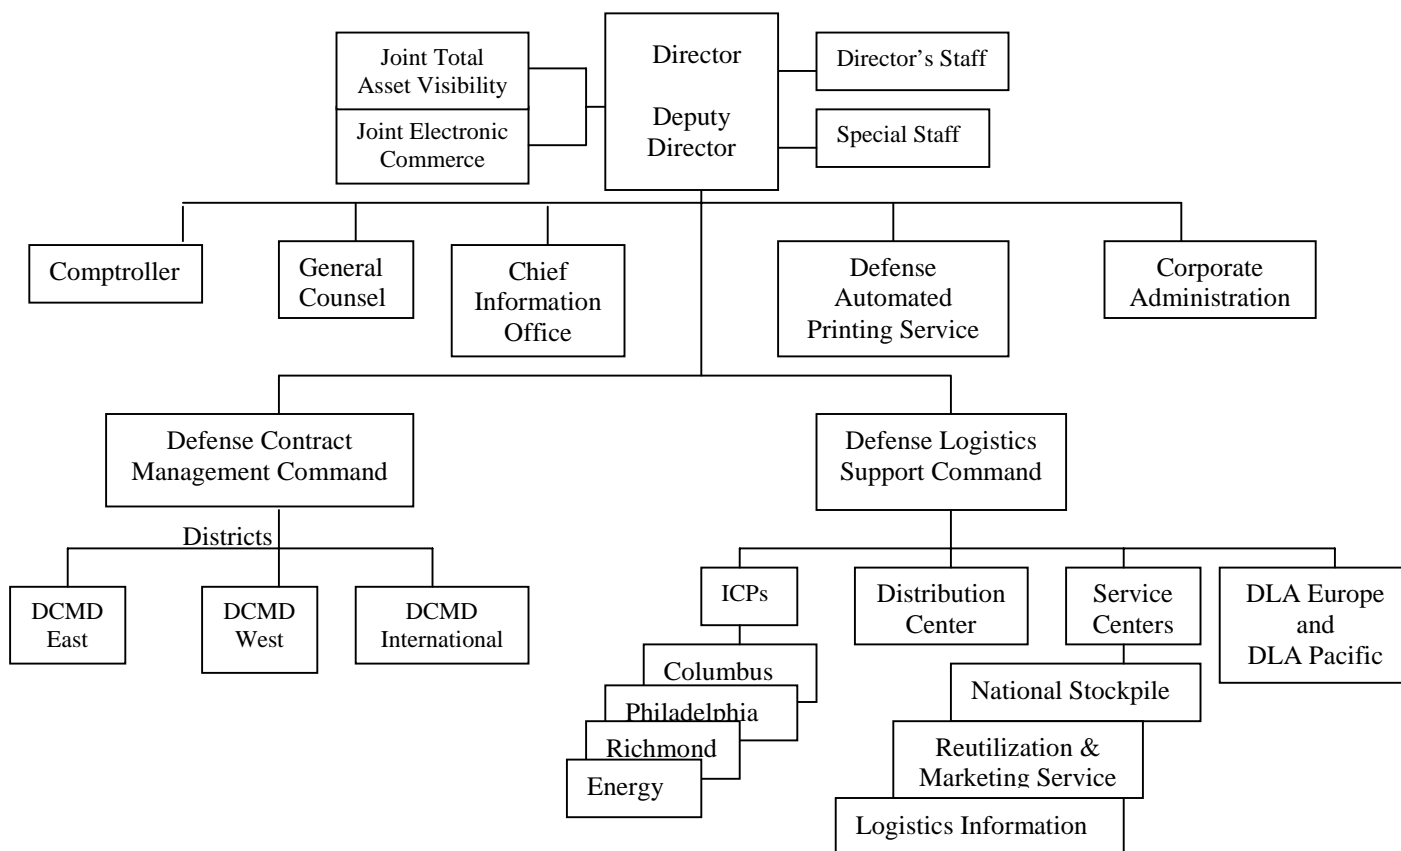 Joint Total
Asset Visibility
Joint Electronic
Commerce
Director
Deputy
Director
Director’s Staff
Special Staff
Comptroller
General
Counsel
Chief
Information
Office
Defense
Automated
Printing Service
Corporate
Administration
Defense Contract
Management Command
Defense Logistics
Support Command
Districts
DCMD
East
DCMD
West
DCMD
International
ICPs
Distribution
Center
Service
Centers
DLA Europe
and
DLA Pacific
Columbus
Philadelphia
Richmond
Energy
National Stockpile
Reutilization &
Marketing Service
Logistics Information